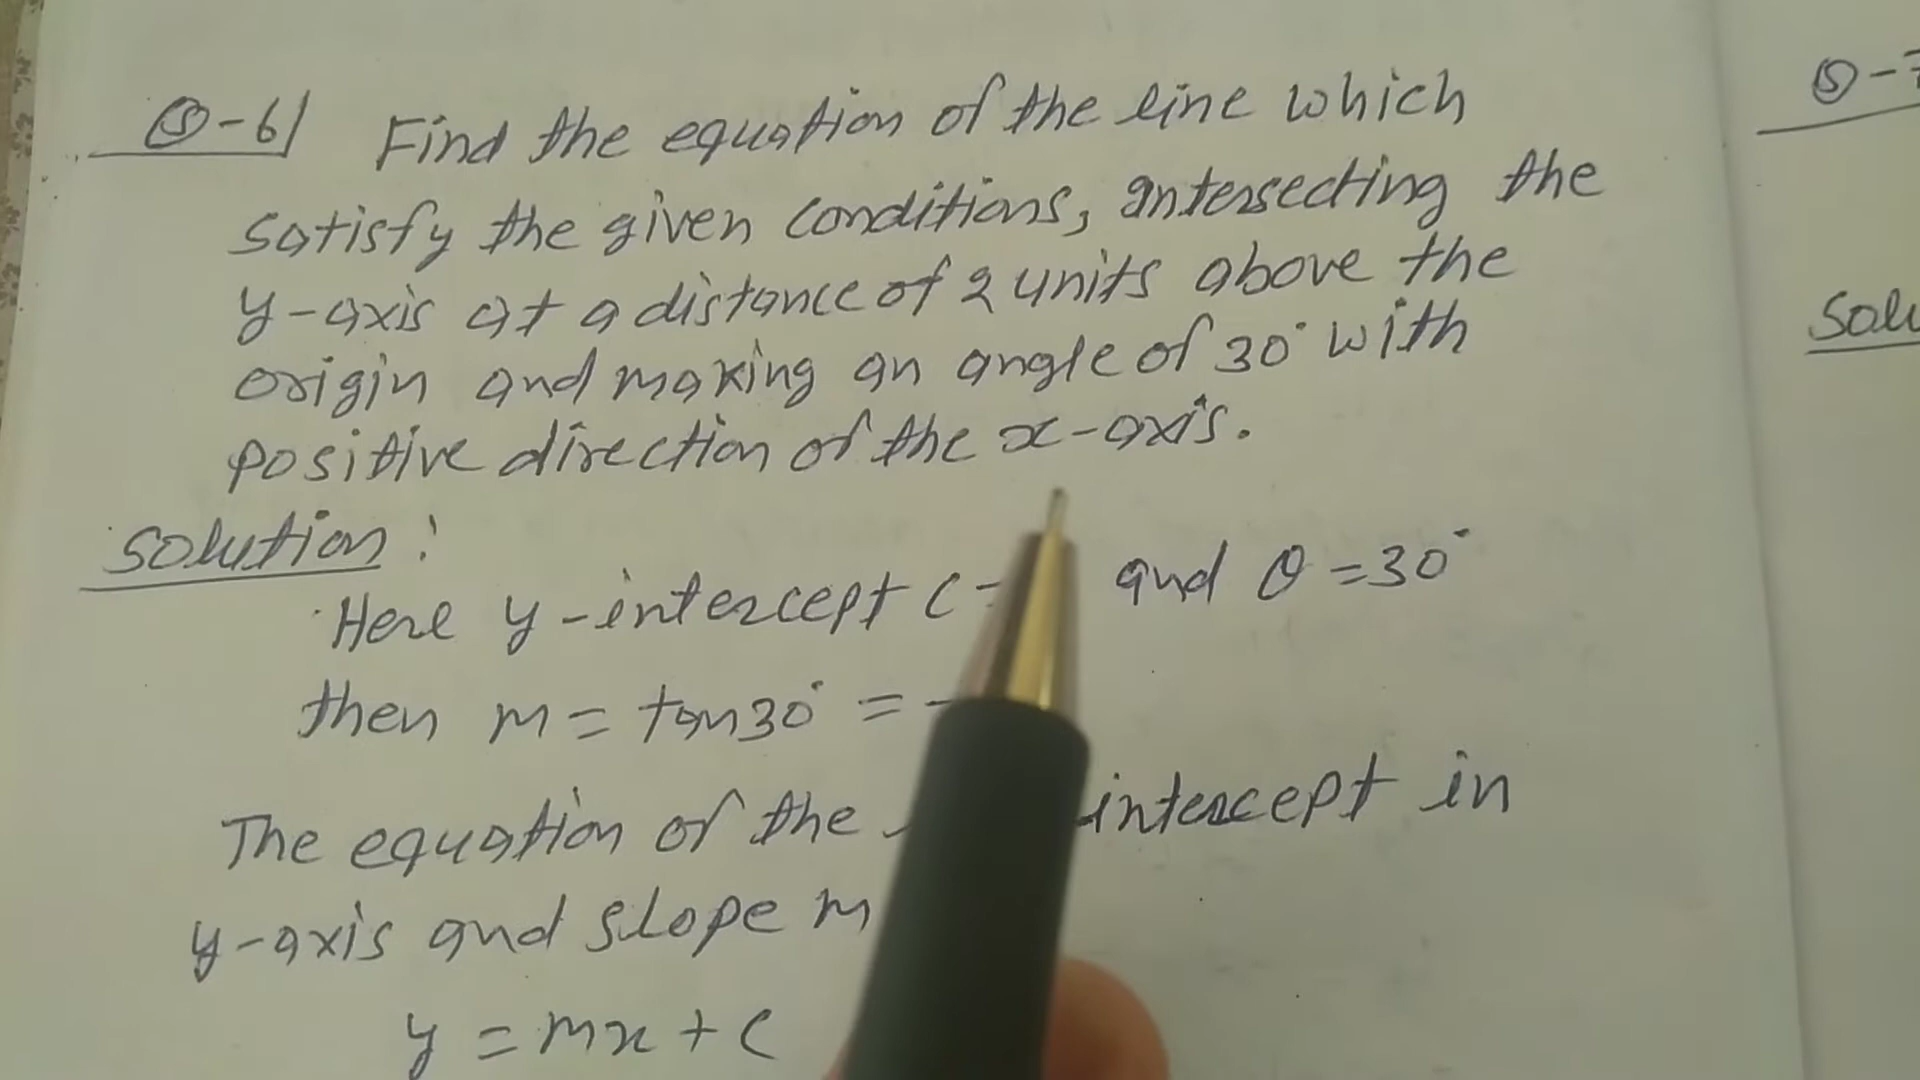 Q-6 Find the equation of the line which
satisfy the given conditions, Intersecting the
y-axis at a distance of 2 units above the
origin and making an angle of 30° with
positive direction of the x-axis.
Solution:
Here y-intercept C = and θ = 30°
then m = tan30° =
The equation of the intercept in
y-axis and slope m
y = mx + c
Q-7